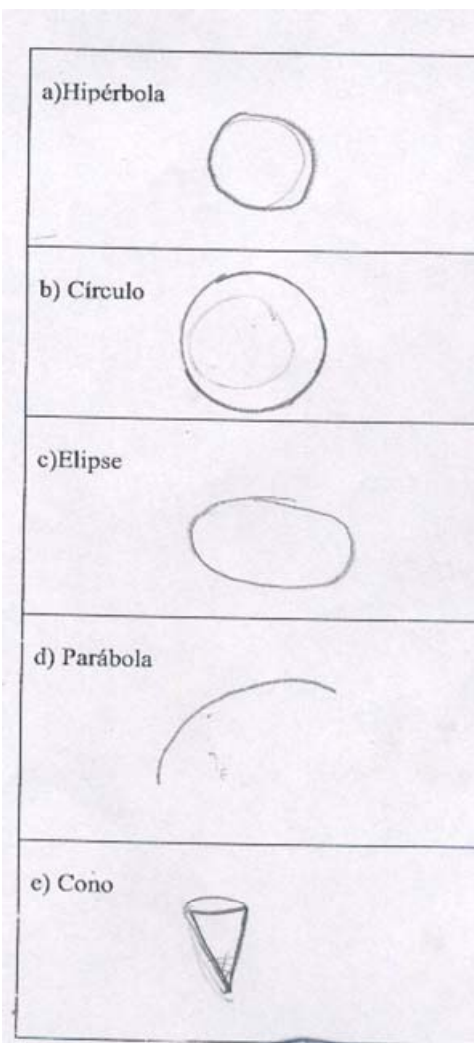 a)Hipérbola
b) Círculo
c)Elipse
d) Parábola
e) Cono